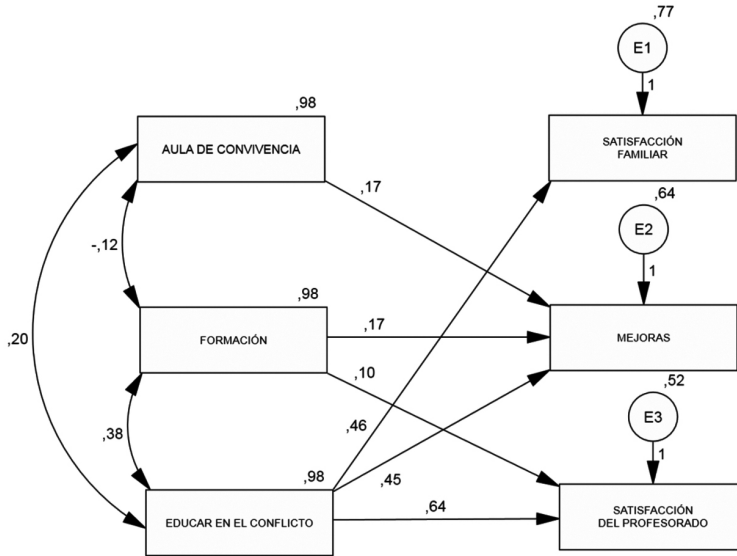 ,77
E1
1
,98
AULA DE CONVIVENCIA
SATISFACCIÓN
FAMILIAR
,17
,64
E2
-,12
1
,98
,20
FORMACIÓN
,17
MEJORAS
,10
,52
E3
,38
,46
1
,98
,45
EDUCAR EN EL CONFLICTO
,64
SATISFACCIÓN
DEL PROFESORADO